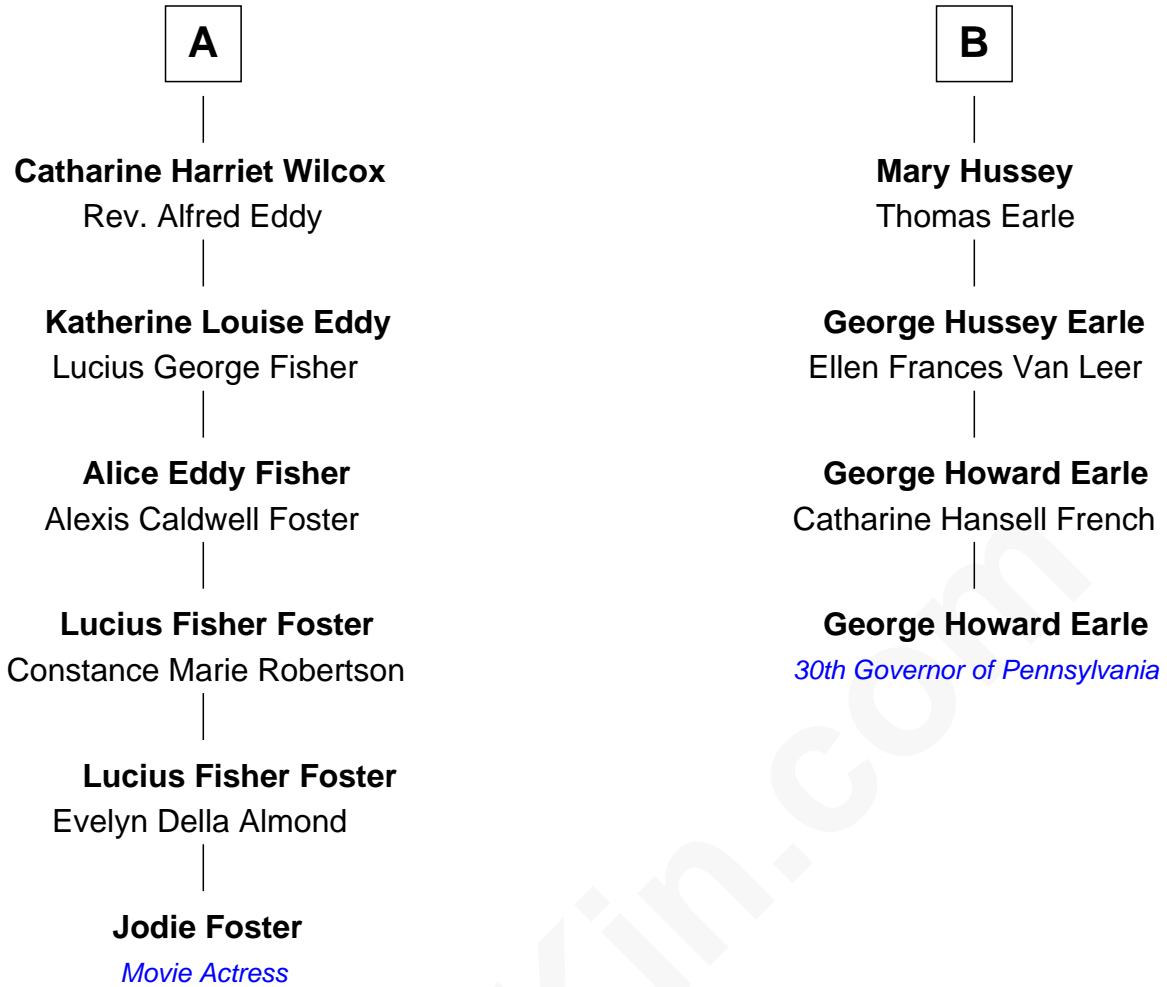 A
Catharine Harriet Wilcox
Rev. Alfred Eddy
Katherine Louise Eddy
Lucius George Fisher
Alice Eddy Fisher
Alexis Caldwell Foster
Lucius Fisher Foster
Constance Marie Robertson
Lucius Fisher Foster
Evelyn Della Almond
Jodie Foster
Movie Actress
B
Mary Hussey
Thomas Earle
George Hussey Earle
Ellen Frances Van Leer
George Howard Earle
Catharine Hansell French
George Howard Earle
30th Governor of Pennsylvania
Kin.com